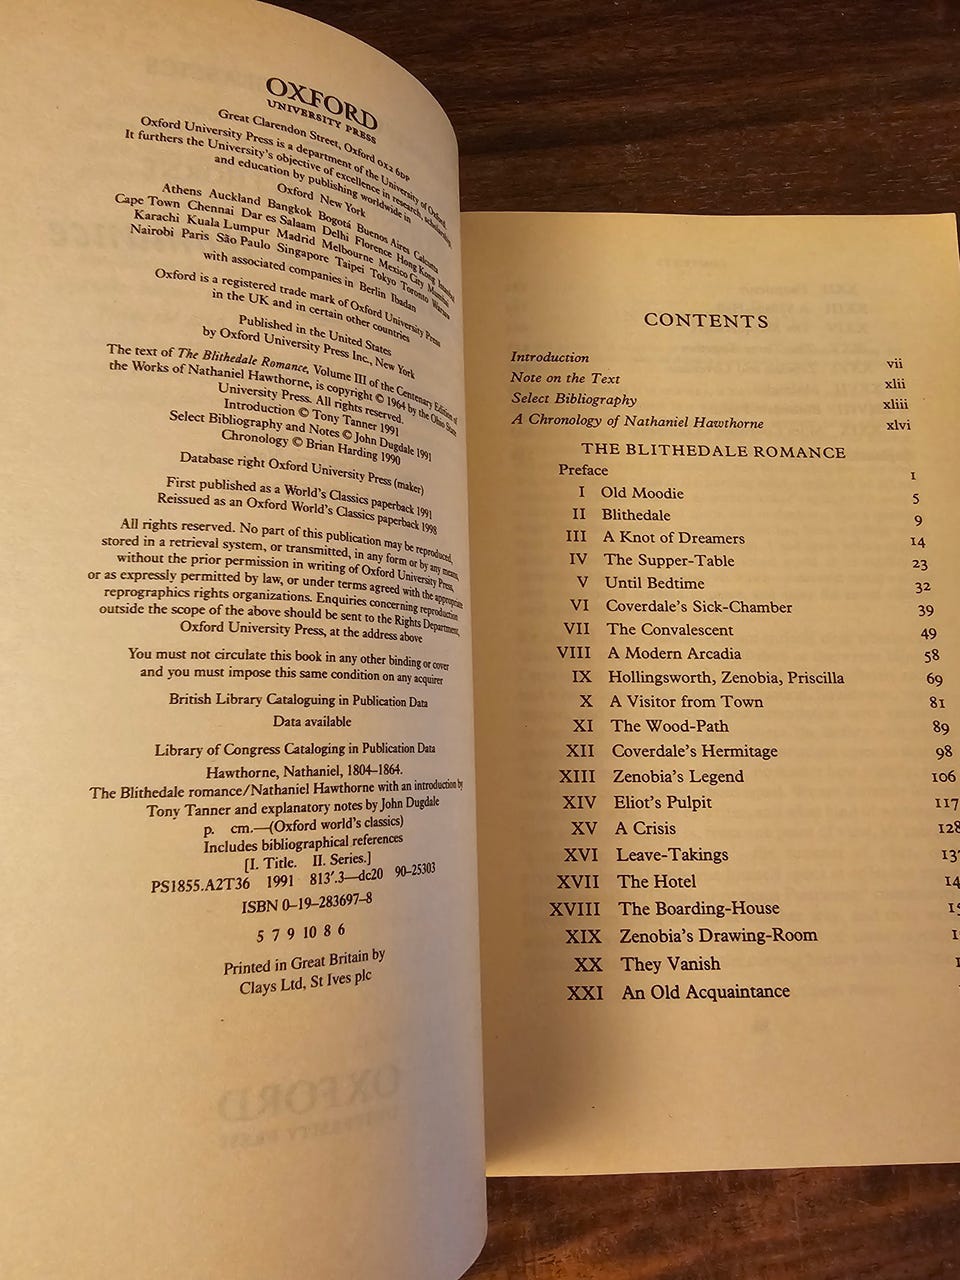 OXFORD
UNIVERSITY PRESS
Great Clarendon Street, Oxford OX2 6DP
Oxford University Press is a department of the University of Oxford.
It furthers the University's objective of excellence in research, scholarship,
and education by publishing worldwide in
Oxford New York
Athens Auckland Bangkok Bogotá Buenos Aires Calcutta
Cape Town Chennai Dar es Salaam Delhi Florence Hong Kong Istanbul
Karachi Kuala Lumpur Madrid Melbourne Mexico City Mumbai
Nairobi Paris São Paulo Singapore Taipei Tokyo Toronto Warsaw
with associated companies in Berlin Ibadan
Oxford is a registered trade mark of Oxford University Press
in the UK and in certain other countries
Published in the United States
by Oxford University Press Inc., New York
The text of The Blithedale Romance, Volume III of the Centenary Edition of
the Works of Nathaniel Hawthorne, is copyright © 1964 by the Ohio State
University Press. All rights reserved.
Introduction © Tony Tanner 1991
Select Bibliography and Notes © John Dugdale 1991
Chronology © Brian Harding 1990
Database right Oxford University Press (maker)
First published as a World's Classics paperback 1991
Reissued as an Oxford World's Classics paperback 1998
All rights reserved. No part of this publication may be reproduced,
stored in a retrieval system, or transmitted, in any form or by any means,
without the prior permission in writing of Oxford University Press,
or as expressly permitted by law, or under terms agreed with the appropriate
reprographics rights organizations. Enquiries concerning reproduction
outside the scope of the above should be sent to the Rights Department,
Oxford University Press, at the address above
You must not circulate this book in any other binding or cover
and you must impose this same condition on any acquirer
British Library Cataloguing in Publication Data
Data available
Library of Congress Cataloging in Publication Data
Hawthorne, Nathaniel, 1804–1864.
The Blithedale romance/Nathaniel Hawthorne with an introduction by
Tony Tanner and explanatory notes by John Dugdale
p. cm.—(Oxford world's classics)
Includes bibliographical references
[I. Title. II. Series.]
PS1855.A2T36 1991 813'.3—dc20 90–25303
ISBN 0–19–283697–8
5 7 9 10 8 6
Printed in Great Britain by
Clays Ltd, St Ives plc
CONTENTS
Introduction vii
Note on the Text xlii
Select Bibliography xliii
A Chronology of Nathaniel Hawthorne xlvi
THE BLITHEDALE ROMANCE
Preface 1
I Old Moodie 5
II Blithedale 9
III A Knot of Dreamers 14
IV The Supper-Table 23
V Until Bedtime 32
VI Coverdale's Sick-Chamber 39
VII The Convalescent 49
VIII A Modern Arcadia 58
IX Hollingsworth, Zenobia, Priscilla 69
X A Visitor from Town 81
XI The Wood-Path 89
XII Coverdale's Hermitage 98
XIII Zenobia's Legend 106
XIV Eliot's Pulpit 117
XV A Crisis 128
XVI Leave-Takings
XVII The Hotel
XVIII The Boarding-House
XIX Zenobia's Drawing-Room
XX They Vanish
XXI An Old Acquaintance